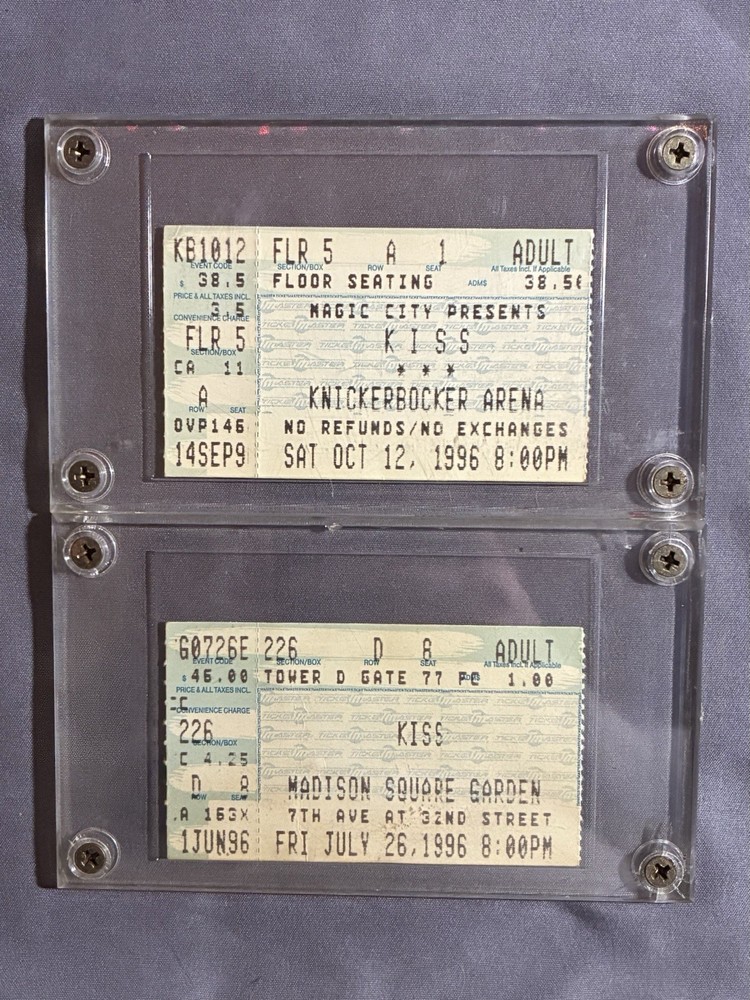 KB1012 FLR 5 A 1 ADULT
EVENT CODE SECTION/BOX ROW SEAT All Taxes Incl. If Applicable
$ 38.5 FLOOR SEATING ADMS 38.50
PRICE & ALL TAXES INCL.
3.5 MAGIC CITY PRESENTS
CONVENIENCE CHARGE
FLR 5 KISS
SECTION/BOX
CA 11 * * *
A KNICKERBOCKER ARENA
ROW SEAT
OVP146 NO REFUNDS/NO EXCHANGES
14SEP9 SAT OCT 12, 1996 8:00PM
G0726E 226 D 8 ADULT
EVENT CODE SECTION/BOX ROW SEAT All Taxes Incl. If Applicable
$ 46.00 TOWER D GATE 77 ADMS 1.00
PRICE & ALL TAXES INCL.
CONVENIENCE CHARGE
226 KISS
SECTION/BOX
C 4.25
D 8 MADISON SQUARE GARDEN
ROW SEAT
A 163X 7TH AVE AT 32ND STREET
1JUN96 FRI JULY 26,1996 8:00PM